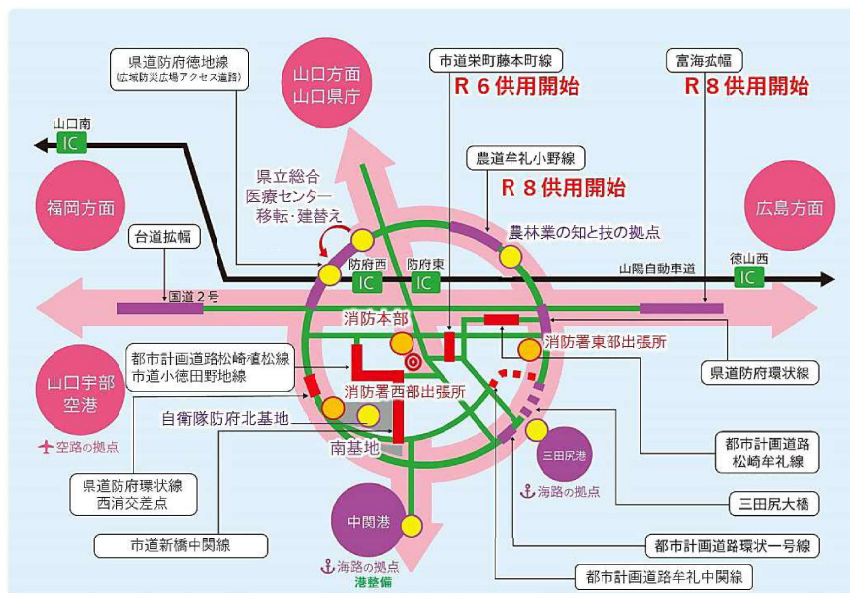 県道防府徳地線
(広域防災広場アクセス道路)
山口方面
山口県庁
市道栄町藤本町線
R6供用開始
富海拡幅
R8供用開始
山口南
IC
農道牟礼小野線
R8供用開始
県立総合
医療センター
移転・建替え
福岡方面
広島方面
農林業の知と技の拠点
台道拡幅
防府西
IC
防府東
IC
山陽自動車道
徳山西
IC
国道2号
消防本部
消防署東部出張所
都市計画道路松崎植松線
市道小徳田野地線
県道防府環状線
山口宇部
空港
空路の拠点
消防署西部出張所
自衛隊防府北基地
南基地
都市計画道路
松崎牟礼線
三田尻港
海路の拠点
県道防府環状線
西消交差点
三田尻大橋
中関港
市道新橋中関線
海路の拠点
港整備
都市計画道路環状一号線
都市計画道路牟礼中関線